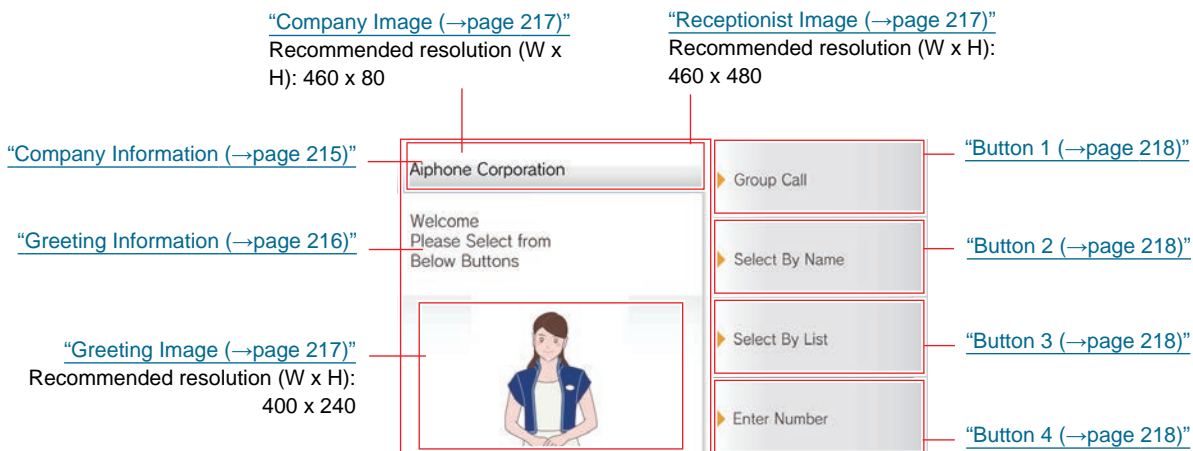 “Company Image (→page 217)”
Recommended resolution (W x
H): 460 x 80
“Receptionist Image (→page 217)”
Recommended resolution (W x H):
460 x 480
“Company Information (→page 215)”
“Greeting Information (→page 216)”
“Greeting Image (→page 217)”
Recommended resolution (W x H):
400 x 240
Aiphone Corporation
Welcome
Please Select from
Below Buttons
Group Call
Select By Name
Select By List
Enter Number
“Button 1 (→page 218)”
“Button 2 (→page 218)”
“Button 3 (→page 218)”
“Button 4 (→page 218)”